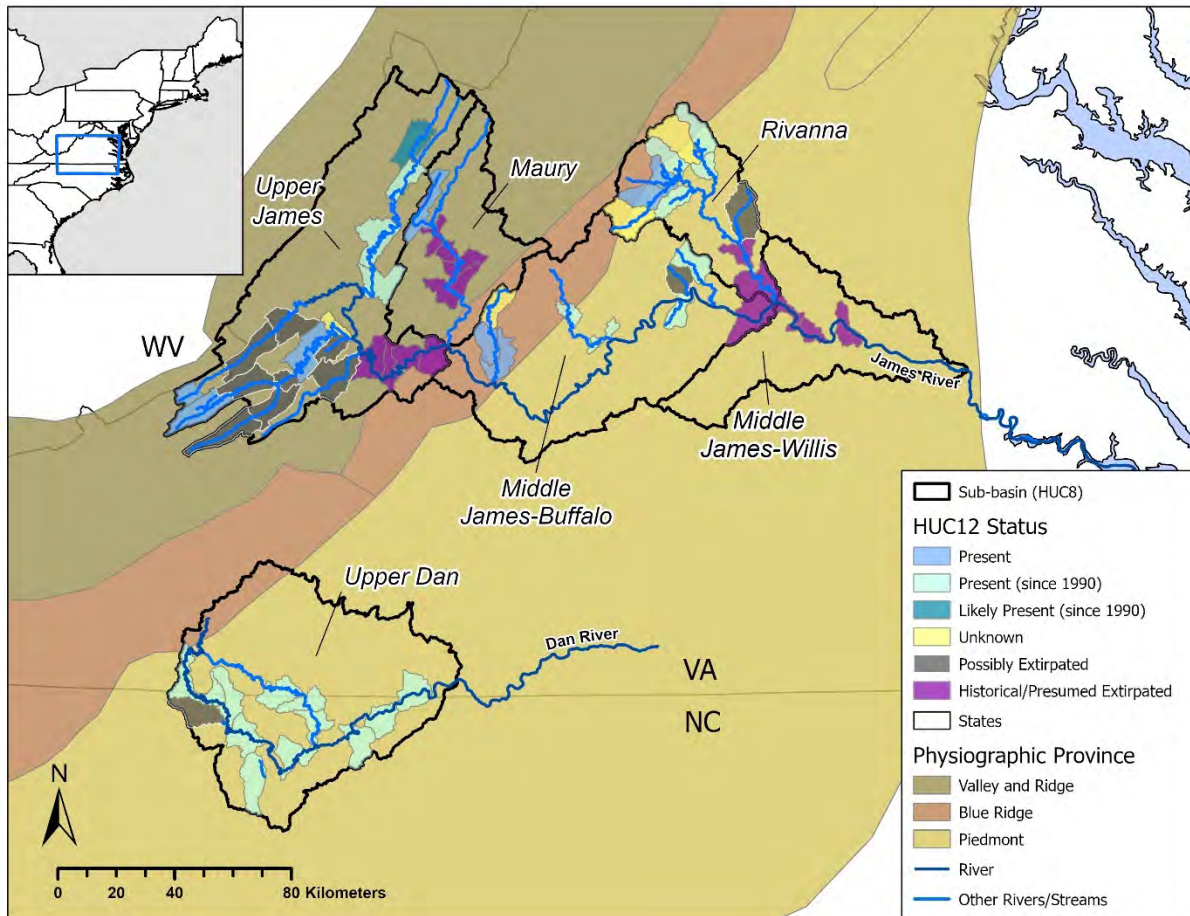 Rivanna
Maury
Upper
James
WV
James River
Middle
James-Willis
Middle
James-Buffalo
Upper Dan
Dan River
VA
NC
N
0 20 40 80 Kilometers
Sub-basin (HUC8)
HUC12 Status
Present
Present (since 1990)
Likely Present (since 1990)
Unknown
Possibly Extirpated
Historical/Presumed Extirpated
States
Physiographic Province
Valley and Ridge
Blue Ridge
Piedmont
River
Other Rivers/Streams